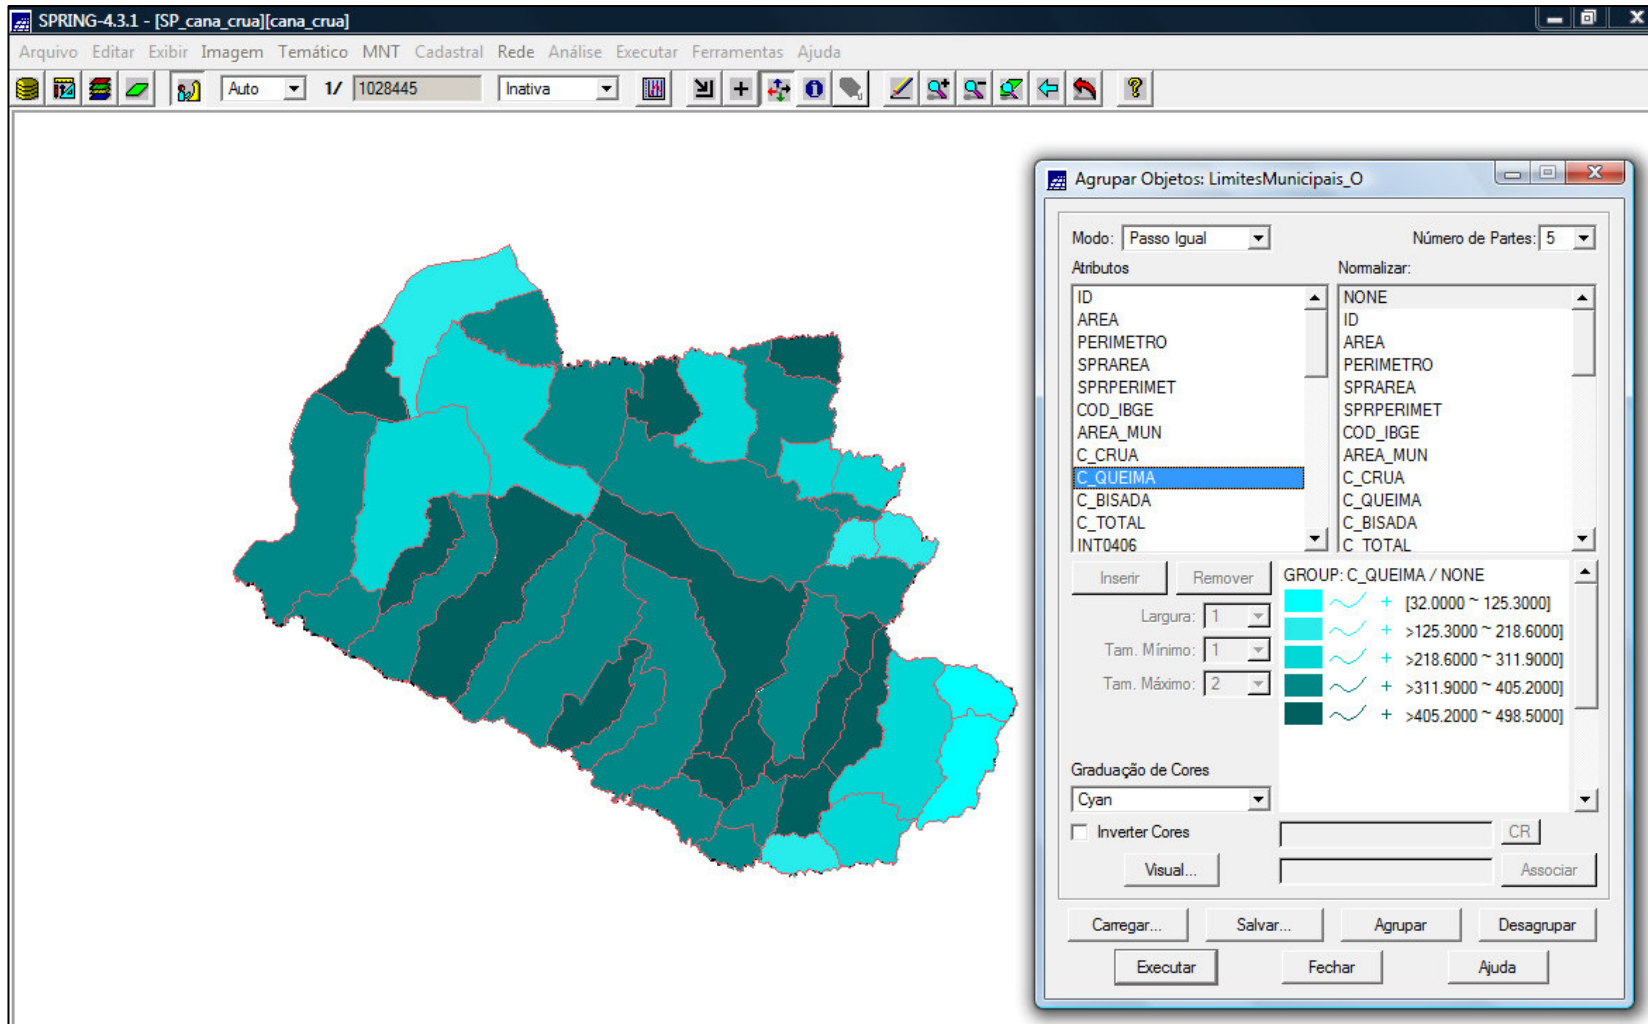 SPRING-4.3.1 - [SP_cana_crua][cana_crua]
Arquivo Editar Exibir Imagem Temático MNT Cadastral Rede Análise Executar Ferramentas Ajuda
Auto 1/ 1028445 Inativa
Agrupar Objetos: LimitesMunicipais_O
Modo: Passo Igual Número de Partes: 5
Atributos Normalizar:
ID NONE
AREA ID
PERIMETRO AREA
SPRAREA PERIMETRO
SPRPERIMET SPRAREA
COD_IBGE SPRPERIMET
AREA_MUN COD_IBGE
C_CRUA AREA_MUN
C_QUEIMA C_CRUA
C_BISADA C_QUEIMA
C_TOTAL C_BISADA
INT0406 C_TOTAL
Inserir Remover GROUP: C_QUEIMA / NONE
Largura: 1 [32.0000 ~ 125.3000]
Tam. Mínimo: 1 >125.3000 ~ 218.6000]
Tam. Máximo: 2 >218.6000 ~ 311.9000]
>311.9000 ~ 405.2000]
>405.2000 ~ 498.5000]
Graduação de Cores
Cyan
Inverter Cores CR
Visual... Associar
Carregar... Salvar... Agrupar Desagrupar
Executar Fechar Ajuda